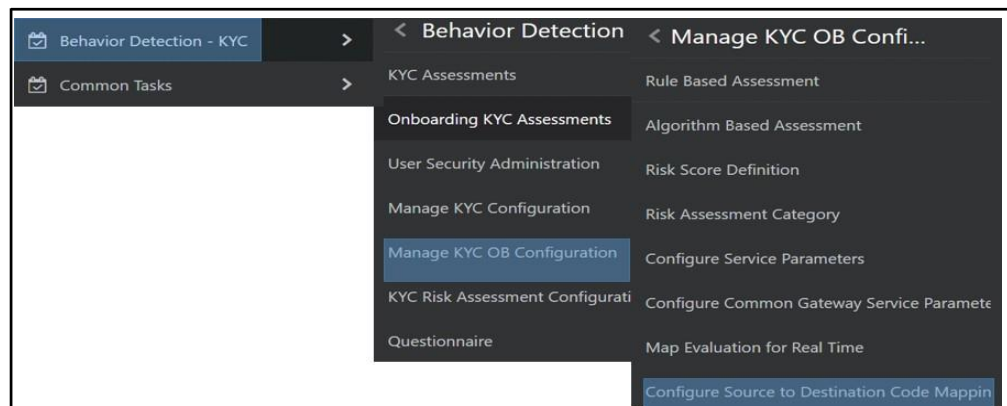 Behavior Detection - KYC
Common Tasks
Behavior Detection
KYC Assessments
Onboarding KYC Assessments
User Security Administration
Manage KYC Configuration
Manage KYC OB Configuration
KYC Risk Assessment Configurati
Questionnaire
Manage KYC OB Confi...
Rule Based Assessment
Algorithm Based Assessment
Risk Score Definition
Risk Assessment Category
Configure Service Parameters
Configure Common Gateway Service Paramete
Map Evaluation for Real Time
Configure Source to Destination Code Mappin